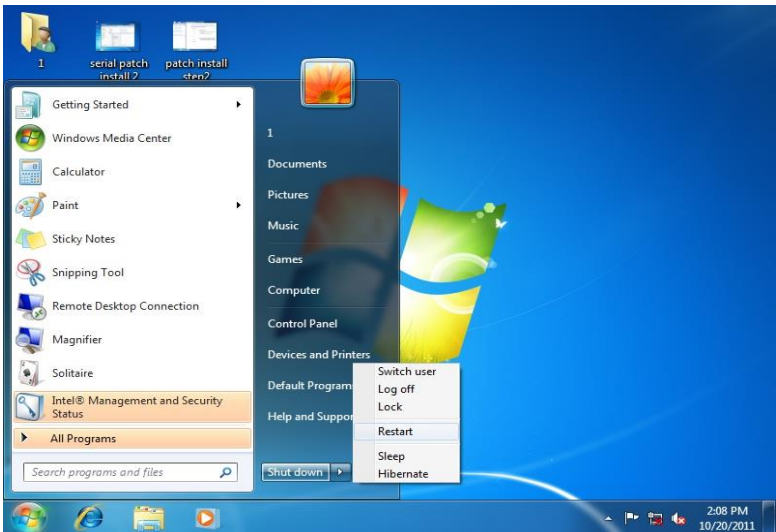 1
serial patch
install 2
patch install
step2
Getting Started
Windows Media Center
Calculator
Paint
Sticky Notes
Snipping Tool
Remote Desktop Connection
Magnifier
Solitaire
Intel® Management and Security
Status
All Programs
Search programs and files
1
Documents
Pictures
Music
Games
Computer
Control Panel
Devices and Printers
Default Program
Help and Suppor
Shut down
Switch user
Log off
Lock
Restart
Sleep
Hibernate
2:08 PM
10/20/2011